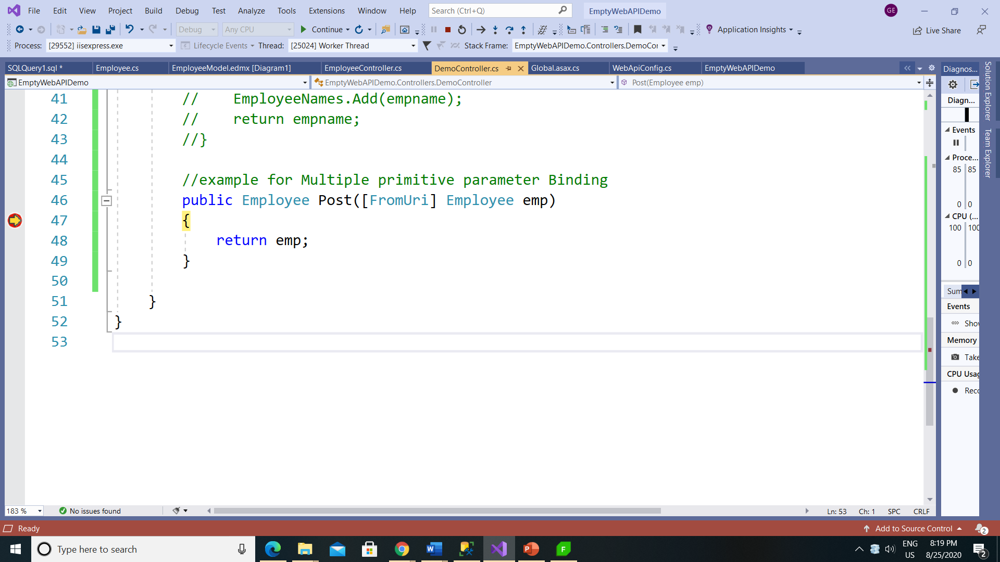 File Edit View Project Build Debug Test Analyze Tools Extensions Window Help Search (Ctrl+Q) EmptyWebAPIDemo GE
Debug Any CPU Continue Application Insights Live Share
Process: [29552] iisexpress.exe Lifecycle Events Thread: [25024] Worker Thread Stack Frame: EmptyWebAPIDemo.Controllers.DemoCor
SQLQuery1.sql * Employee.cs EmployeeModel.edmx [Diagram1] EmployeeController.cs DemoController.cs Global.asax.cs WebApiConfig.cs EmptyWebAPIDemo Diagnos...
EmptyWebAPIDemo EmptyWebAPIDemo.Controllers.DemoController Post(Employee emp)
41 // EmployeeNames.Add(empname);
42 // return empname;
43 //}
44
45 //example for Multiple primitive parameter Binding
46 public Employee Post([FromUri] Employee emp)
47 {
48 return emp;
49 }
50
51 }
52 }
53
Diagn...
Events
Proce...
85 85
0 0
CPU (...
100 100
0 0
Sum
Events
Sho
Memory
Take
CPU Usag
Reco
Solution Explorer
Team Explorer
183 % No issues found Ln: 53 Ch: 1 SPC CRLF
Ready Add to Source Control 2
Type here to search ENG 8:19 PM
US 8/25/2020 2